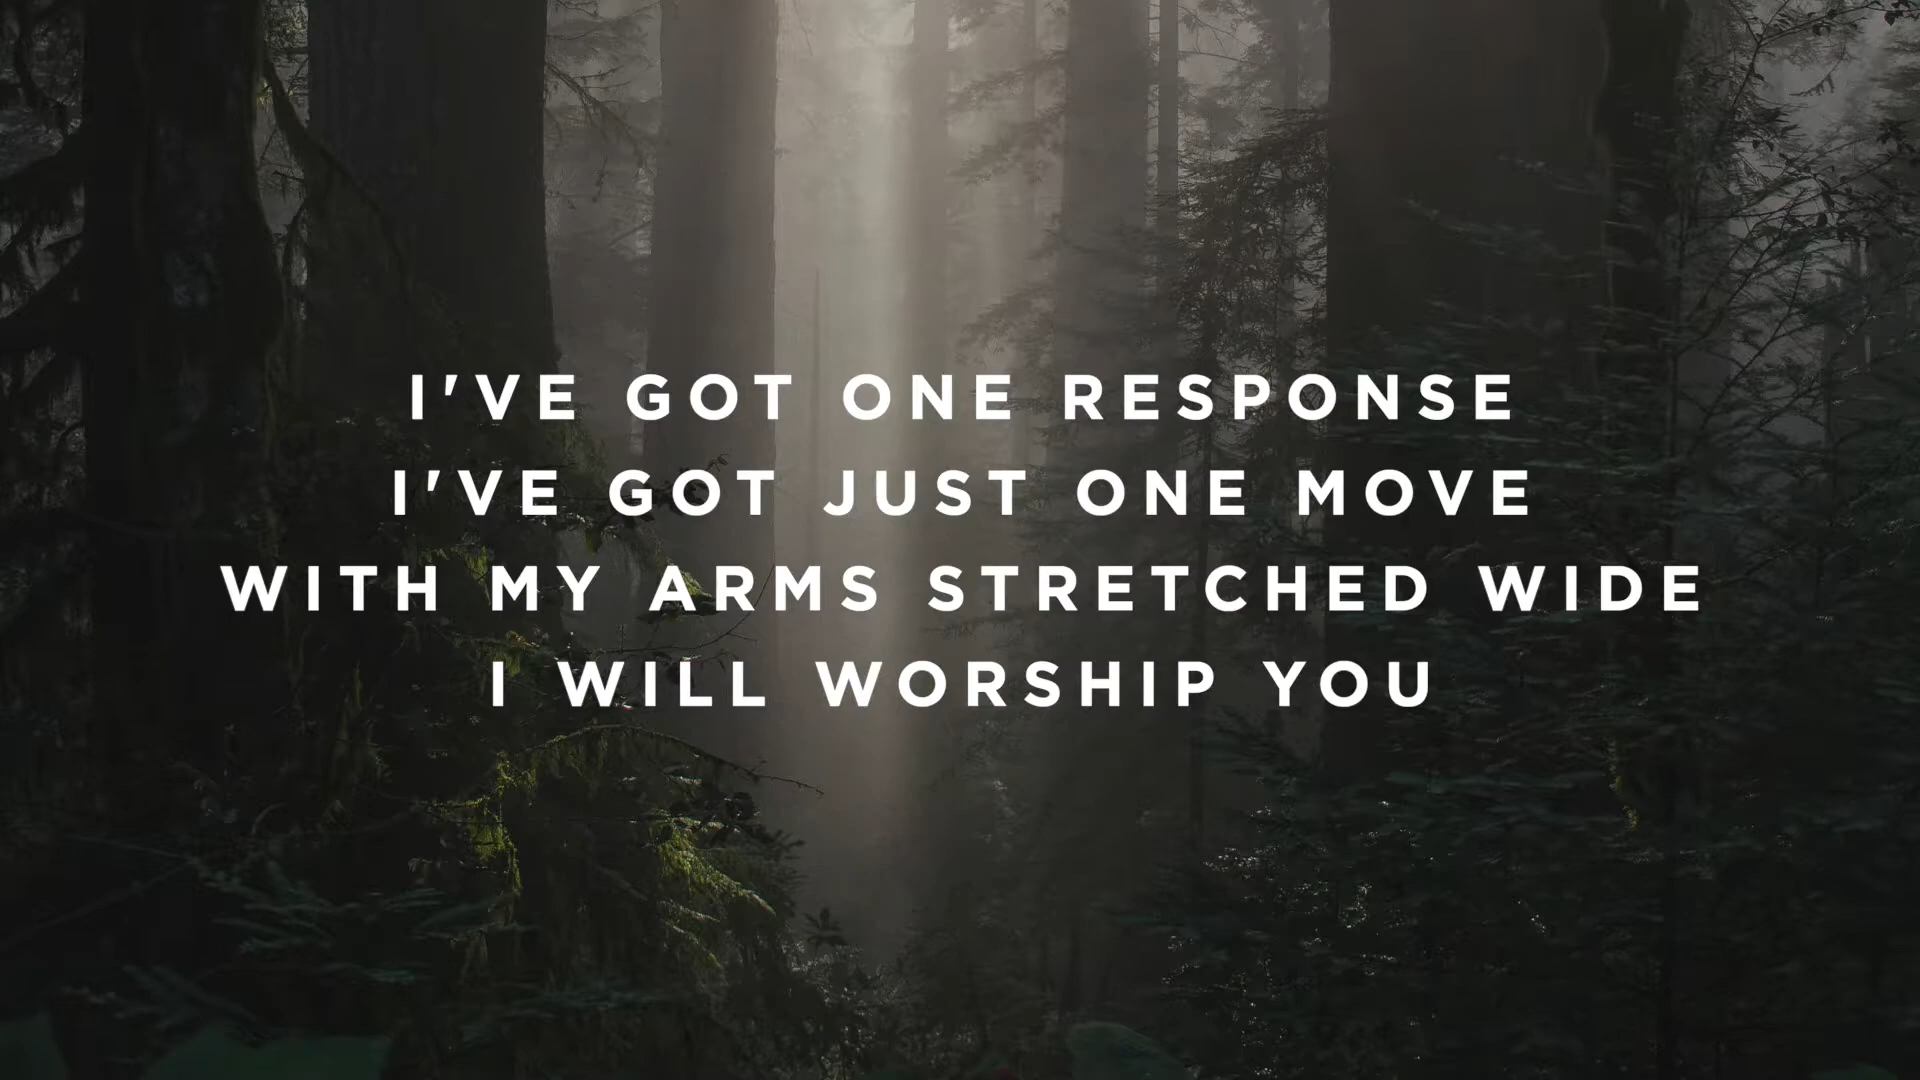 I'VE GOT ONE RESPONSE
I'VE GOT JUST ONE MOVE
WITH MY ARMS STRETCHED WIDE
I WILL WORSHIP YOU